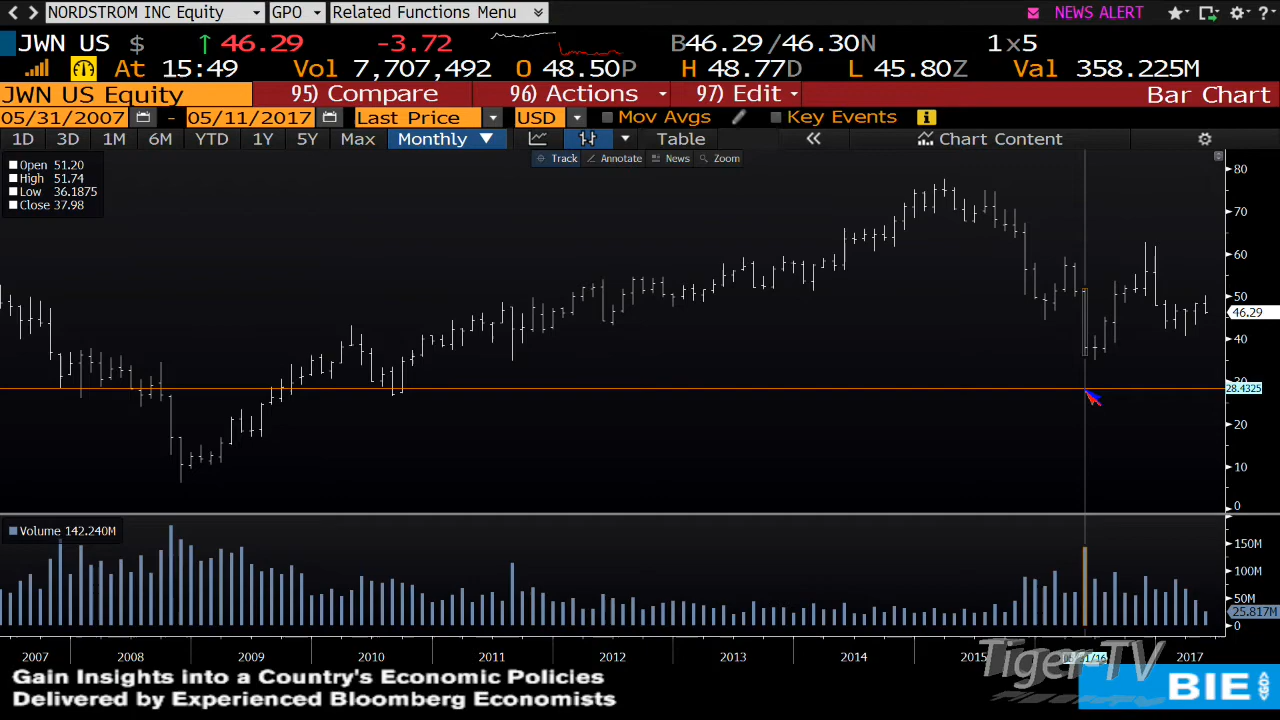 NORDSTROM INC Equity GPO Related Functions Menu NEWS ALERT ?
JWN US $ ↑ 46.29 -3.72 B46.29/46.30N 1x5
At 15:49 Vol 7,707,492 O 48.50P H 48.77D L 45.80Z Val 358.225M
JWN US Equity 95) Compare 96) Actions 97) Edit Bar Chart
05/31/2007 - 05/11/2017 Last Price USD Mov Avgs Key Events i
1D 3D 1M 6M YTD 1Y 5Y Max Monthly ▼ Table « Chart Content
Track Annotate News Zoom
Open 51.20
High 51.74
Low 36.1875
Close 37.98
80
70
60
50
46.29
40
30
28.4325
20
10
0
Volume 142.240M
150M
100M
50M
25.817M
0
2007 2008 2009 2010 2011 2012 2013 2014 2015 2017
Tiger-TV
Gain Insights into a Country's Economic Policies
Delivered by Experienced Bloomberg Economists
BIE
<GO>